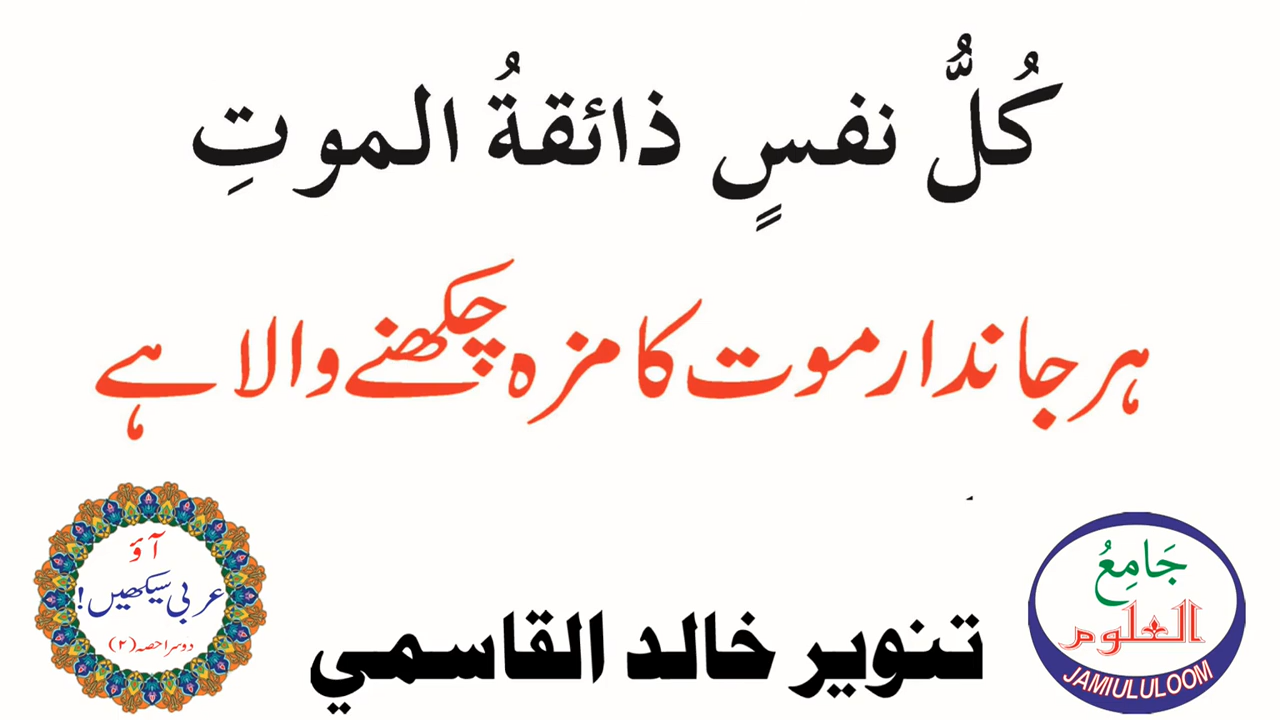 كُلُّ نفسٍ ذائقةُ الموتِ
ہر جاندار موت کا مزہ چکھنے والا ہے
آؤ
عربی سیکھیں!
دوسرا حصہ (۲)
تنوير خالد القاسمي
جَامِعُ
العلوم
JAMIULULOOM